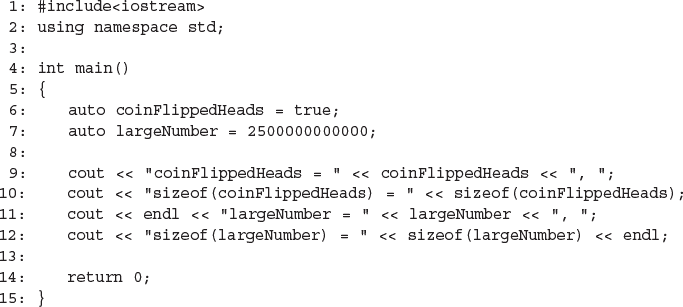 1: #include<iostream>
2: using namespace std;
3:
4: int main()
5: {
6:    auto coinFlippedHeads = true;
7:    auto largeNumber = 2500000000000;
8:
9:    cout << "coinFlippedHeads = " << coinFlippedHeads << ", ";
10:    cout << "sizeof(coinFlippedHeads) = " << sizeof(coinFlippedHeads);
11:    cout << endl << "largeNumber = " << largeNumber << ", ";
12:    cout << "sizeof(largeNumber) = " << sizeof(largeNumber) << endl;
13:
14:    return 0;
15: }